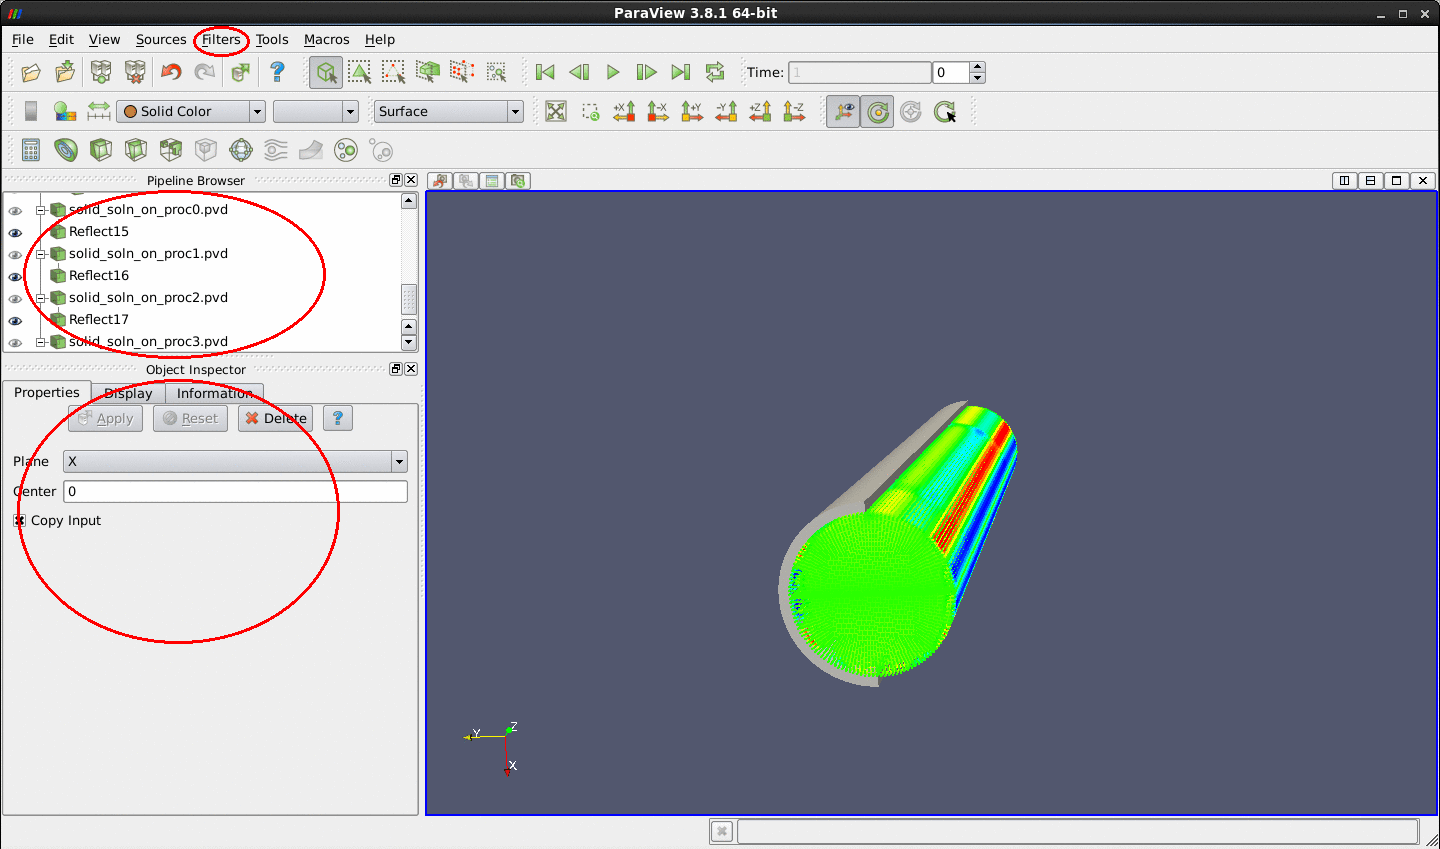 ParaView 3.8.1 64-bit
File Edit View Sources Filters Tools Macros Help
? Time: 1 0
Solid Color Surface +X -X +Y -Y +Z -Z
Pipeline Browser
solid_soln_on_proc0.pvd
Reflect15
solid_soln_on_proc1.pvd
Reflect16
solid_soln_on_proc2.pvd
Reflect17
solid_soln_on_proc3.pvd
Object Inspector
Properties Display Information
Apply Reset Delete ?
Plane X
Center 0
Copy Input
Z
Y
X